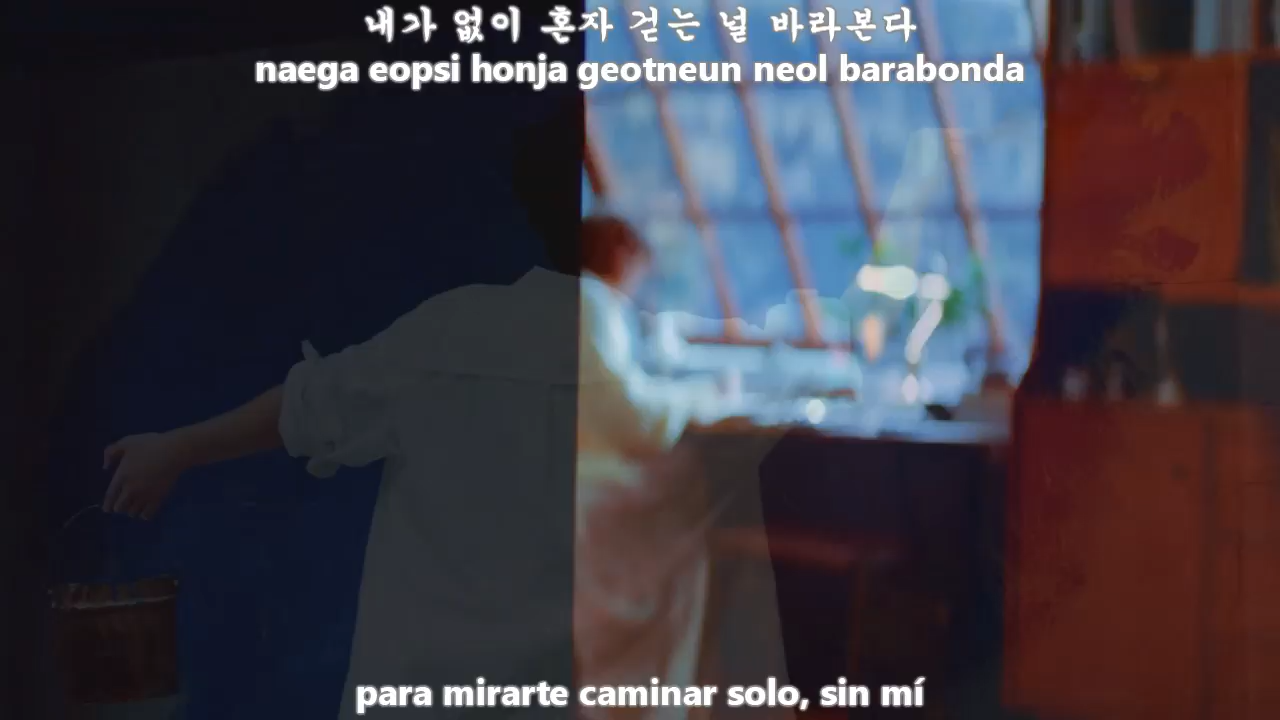 내가 없이 혼자 걷는 널 바라본다
naega eopsi honja geotneun neol barabonda
para mirarte caminar solo, sin mí